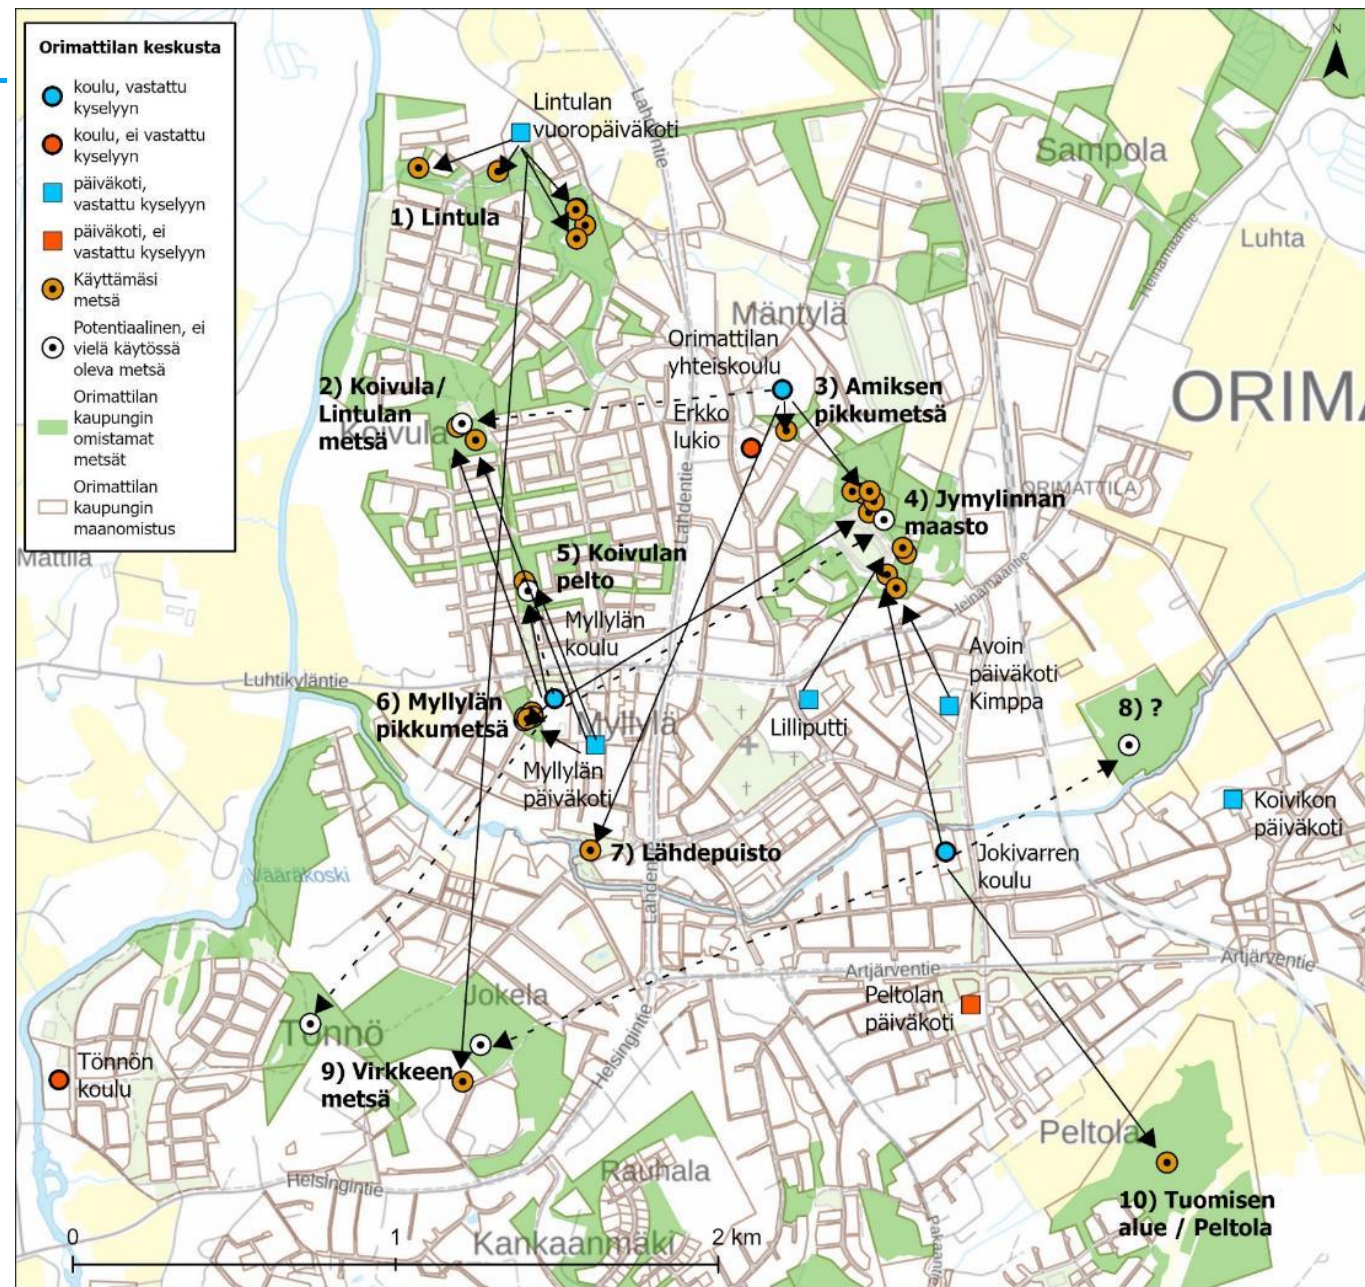 Orimattilan keskusta
koulu, vastattu
kyselyyn
koulu, ei vastattu
kyselyyn
päiväkoti,
vastattu kyselyyn
päiväkoti, ei
vastattu kyselyyn
Käyttämäsi
metsä
Potentiaalinen, ei
vielä käytössä
oleva metsä
Orimattilan
kaupungin
omistamat
metsät
Orimattilan
kaupungin
maanomistus
N
Lintulan
vuoropäiväkoti
Lahdentie
Sampola
Luhta
Heinämaantie
1) Lintula
Mäntylä
Orimattilan
yhteiskoulu
2) Koivula/
Lintulan
metsä
Koivula
3) Amiksen
pikkumetsä
Erkko
lukio
ORIMA
Lahdentie
ORIMATTILA
4) Jymylinnan
maasto
Mattila
5) Koivulan
pelto
Heinämaantie
Myllylän
koulu
Avoin
päiväkoti
Kimppa
Luhtikyläntie
6) Myllylän
pikkumetsä
Myllylä
Lilliputti
8) ?
Myllylän
päiväkoti
Koivikon
päiväkoti
7) Lähdepuisto
Jokivarren
koulu
Vääräkoski
Lahdentie
Artjärventie
Artjärventie
Peltolan
päiväkoti
Jokela
Tönnö
Helsingintie
Tönnön
koulu
9) Virkkeen
metsä
Peltola
Rauhala
Helsingintie
10) Tuomisen
alue / Peltola
Kankaanmäki
0
1
2 km